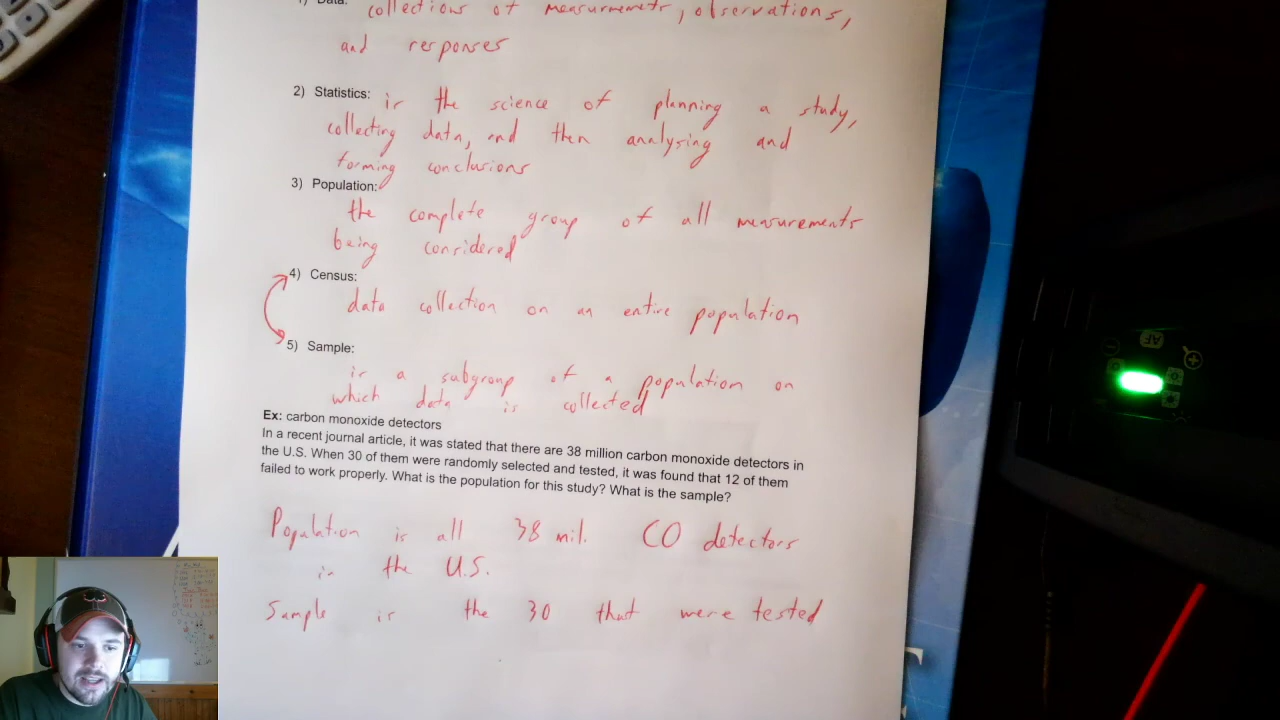 1) Data: collections of measurmemets, observations,
and responses
2) Statistics: is the science of planning a study,
collecting data, and then analysing and
forming conclusions
3) Population:
the complete group of all measurements
being considered
4) Census:
data collection on an entire population
5) Sample:
is a subgroup of a population on
which data is collected
Ex: carbon monoxide detectors
In a recent journal article, it was stated that there are 38 million carbon monoxide detectors in
the U.S. When 30 of them were randomly selected and tested, it was found that 12 of them
failed to work properly. What is the population for this study? What is the sample?
Population is all 38 mil. CO detectors
in the U.S.
Sample is the 30 that were tested
AF